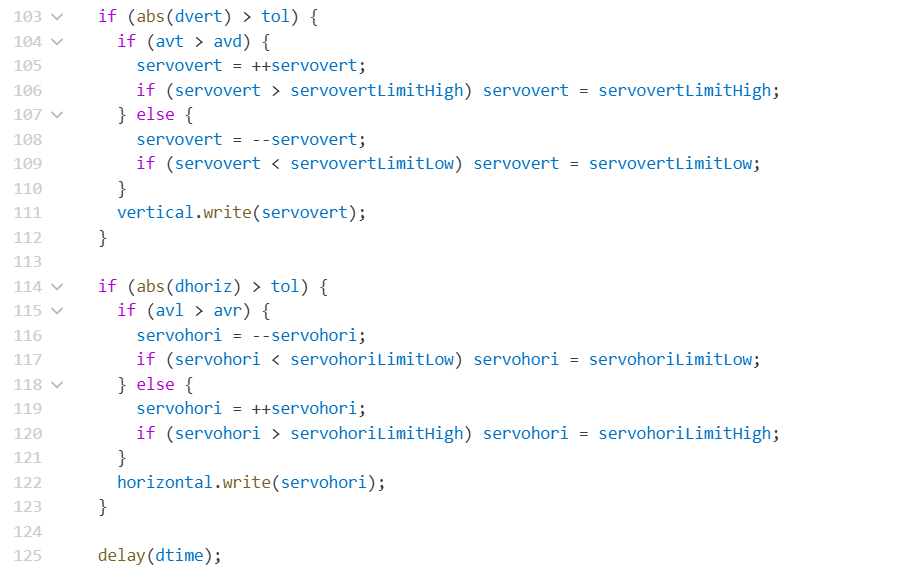 103 if (abs(dvert) > tol) {
104 if (avt > avd) {
105 servovert = ++servovert;
106 if (servovert > servovertLimitHigh) servovert = servovertLimitHigh;
107 } else {
108 servovert = --servovert;
109 if (servovert < servovertLimitLow) servovert = servovertLimitLow;
110 }
111 vertical.write(servovert);
112 }
113
114 if (abs(dhoriz) > tol) {
115 if (avl > avr) {
116 servohori = --servohori;
117 if (servohori < servohoriLimitLow) servohori = servohoriLimitLow;
118 } else {
119 servohori = ++servohori;
120 if (servohori > servohoriLimitHigh) servohori = servohoriLimitHigh;
121 }
122 horizontal.write(servohori);
123 }
124
125 delay(dtime);